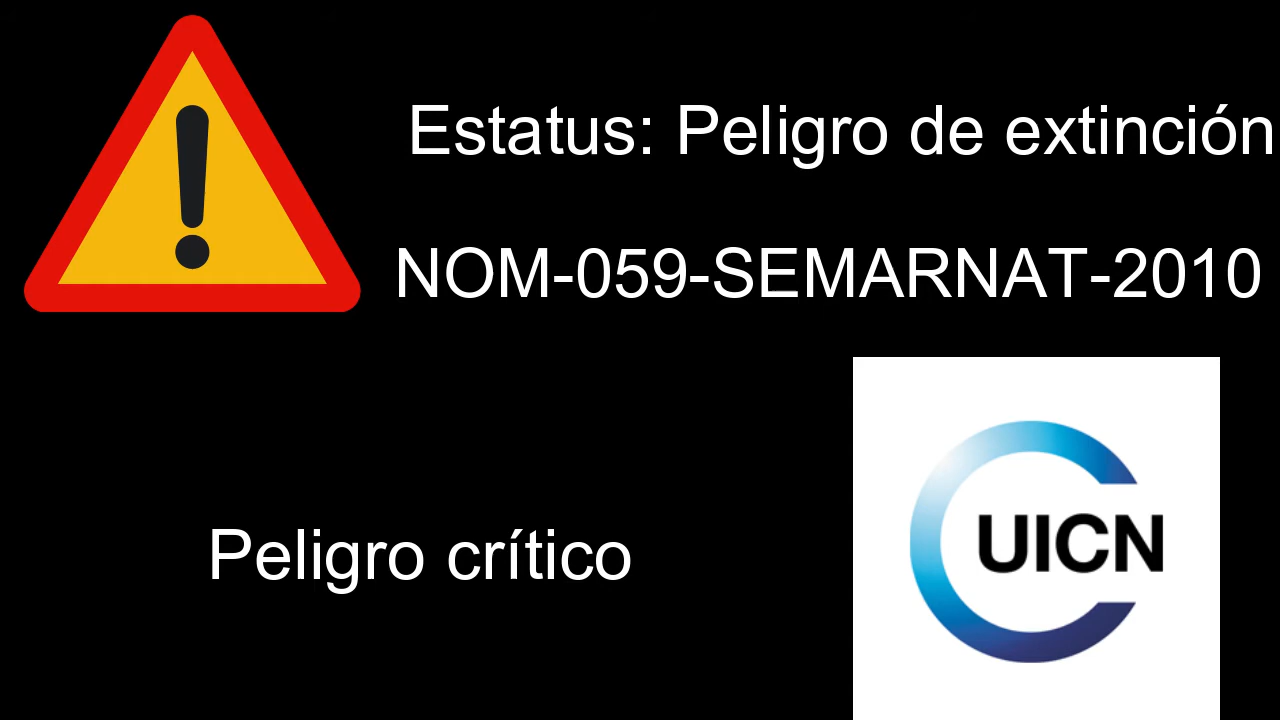 Estatus: Peligro de extinción
NOM-059-SEMARNAT-2010
Peligro crítico
UICN